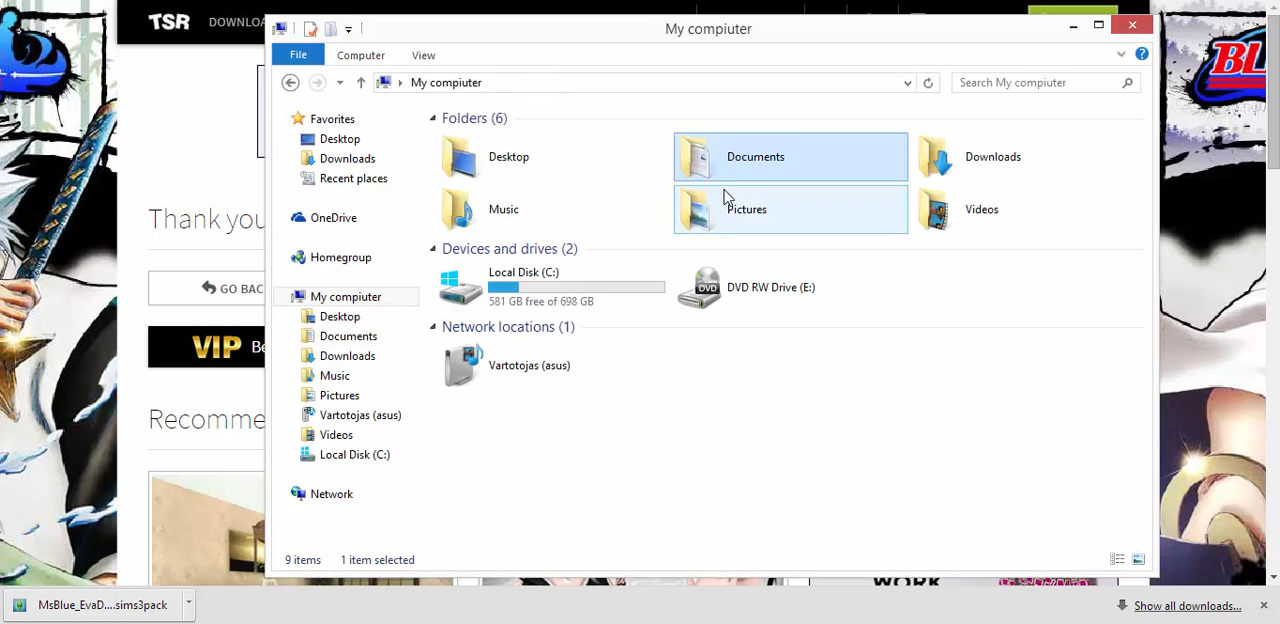 TSR
DOWNLOA
My compiuter
File
Computer
View
My compiuter
Search My compiuter
Favorites
Desktop
Downloads
Recent places
OneDrive
Homegroup
My compiuter
Desktop
Documents
Downloads
Music
Pictures
Vartotojas (asus)
Videos
Local Disk (C:)
Network
Folders (6)
Desktop
Documents
Downloads
Music
Pictures
Videos
Devices and drives (2)
Local Disk (C:)
581 GB free of 698 GB
DVD
DVD RW Drive (E:)
Network locations (1)
Vartotojas (asus)
9 items
1 item selected
Thank yo
GO BAC
VIP Be
Recomme
WORK
BL
MsBlue_EvaD....sims3pack
Show all downloads...